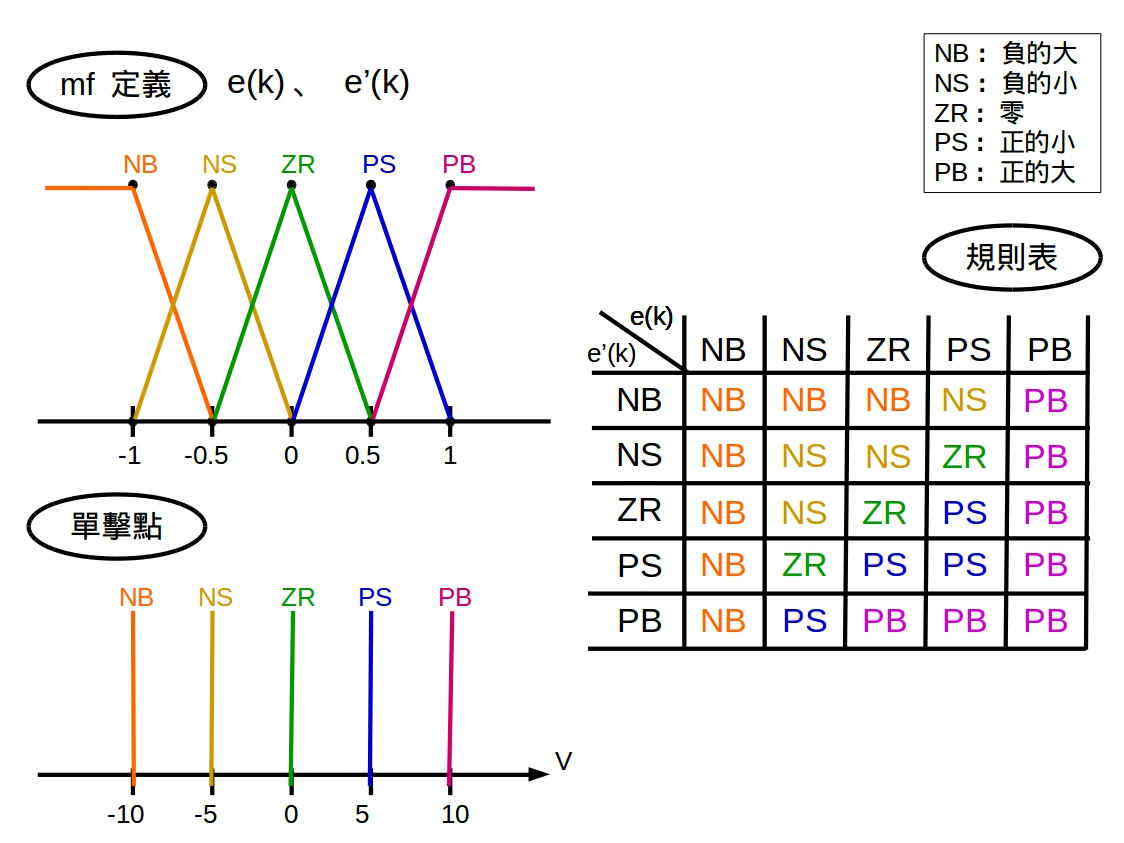 mf 定義 e(k) 、 e’(k)
NB NS ZR PS PB
-1 -0.5 0 0.5 1
單擊點
NB NS ZR PS PB
V
-10 -5 0 5 10
NB : 負的大
NS : 負的小
ZR : 零
PS : 正的小
PB : 正的大
規則表
e(k)
e’(k) NB NS ZR PS PB
NB NB NB NB NS PB
NS NB NS NS ZR PB
ZR NB NS ZR PS PB
PS NB ZR PS PS PB
PB NB PS PB PB PB